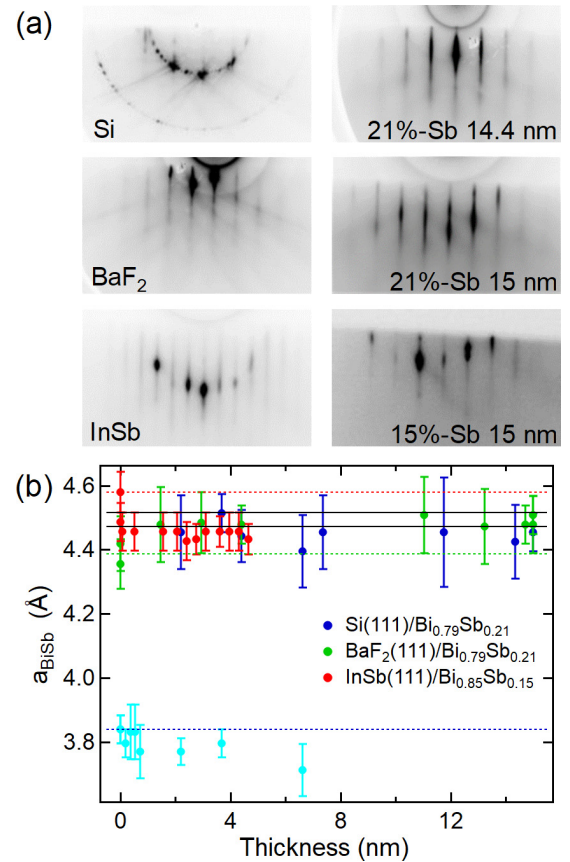 (a)
Si
21%-Sb 14.4 nm
BaF₂
21%-Sb 15 nm
InSb
15%-Sb 15 nm
(b)
4.6
4.4
4.2
4.0
3.8
a_BiSb (Å)
Si(111)/Bi₀.₇₉Sb₀.₂₁
BaF₂(111)/Bi₀.₇₉Sb₀.₂₁
InSb(111)/Bi₀.₈₅Sb₀.₁₅
0 4 8 12
Thickness (nm)